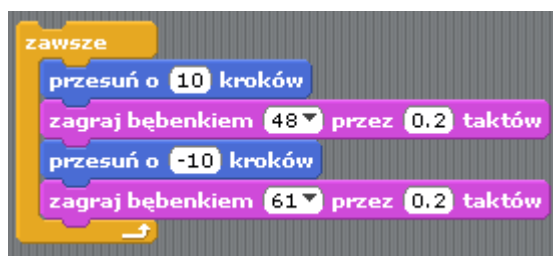 zawsze
przesuń o 10 kroków
zagraj bębenkiem 48 przez 0.2 taktów
przesuń o -10 kroków
zagraj bębenkiem 61 przez 0.2 taktów